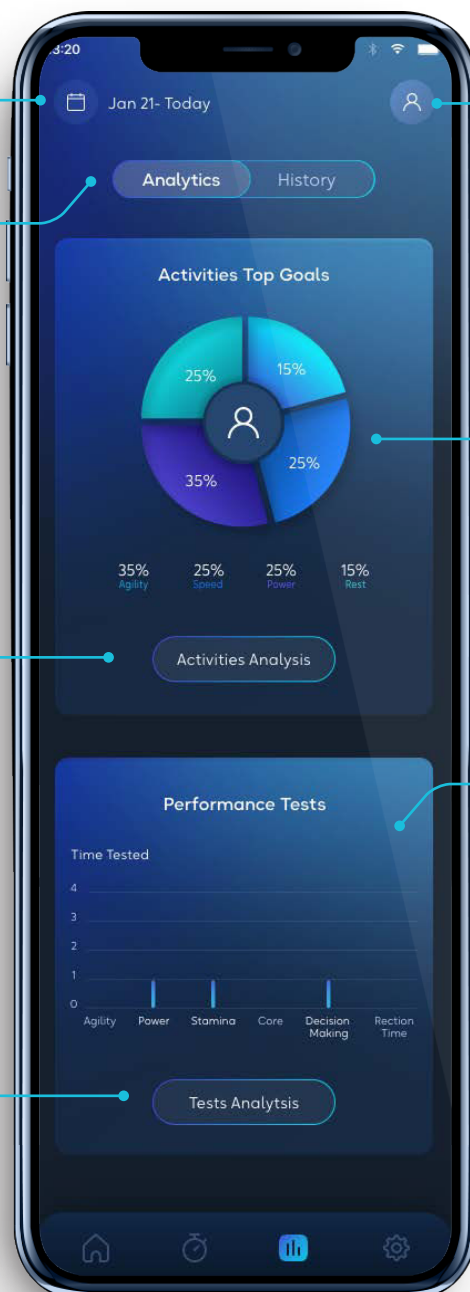 3:20
Jan 21- Today
Analytics History
Activities Top Goals
25% 15%
35% 25%
35% 25% 25% 15%
Agility Speed Power Rest
Activities Analysis
Performance Tests
Time Tested
4
3
2
1
0
Agility Power Stamina Core Decision Rection
Making Time
Tests Analytsis